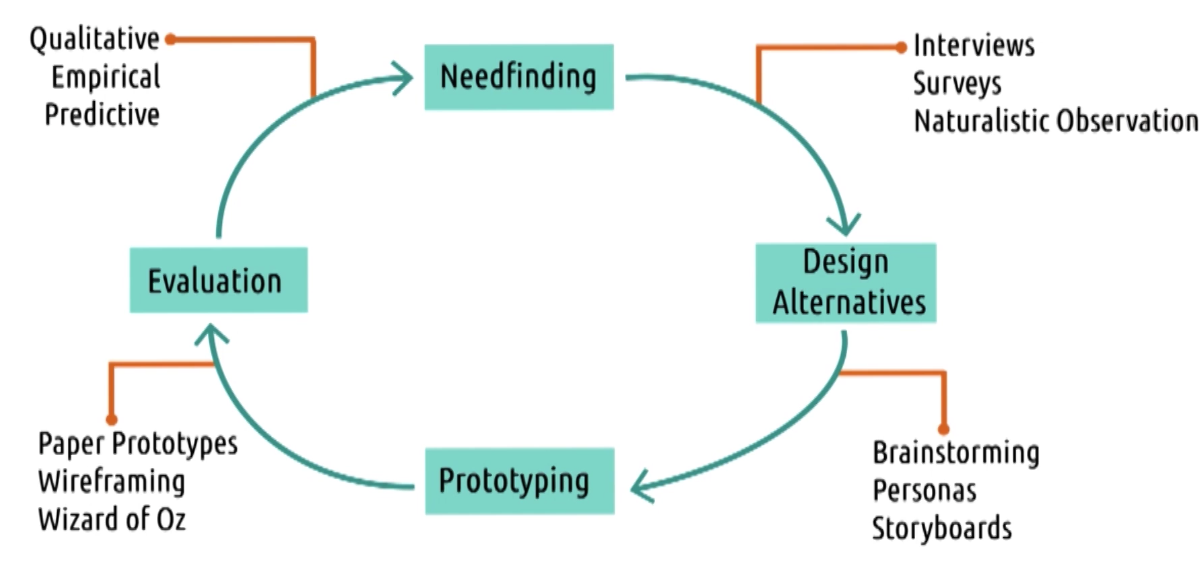 Qualitative
Empirical
Predictive
Needfinding
Interviews
Surveys
Naturalistic Observation
Evaluation
Design
Alternatives
Paper Prototypes
Wireframing
Wizard of Oz
Prototyping
Brainstorming
Personas
Storyboards